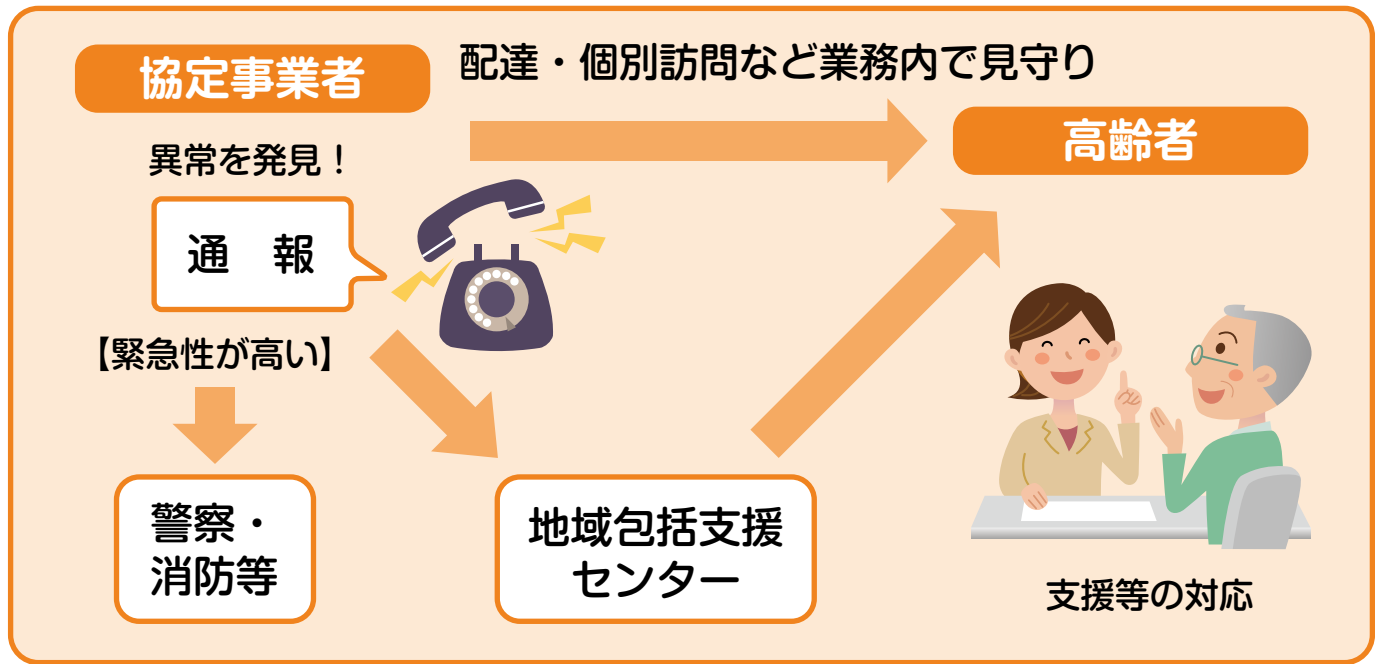 協定事業者
配達・個別訪問など業務内で見守り
高齢者
異常を発見！
通　報
【緊急性が高い】
警察・
消防等
地域包括支援
センター
支援等の対応